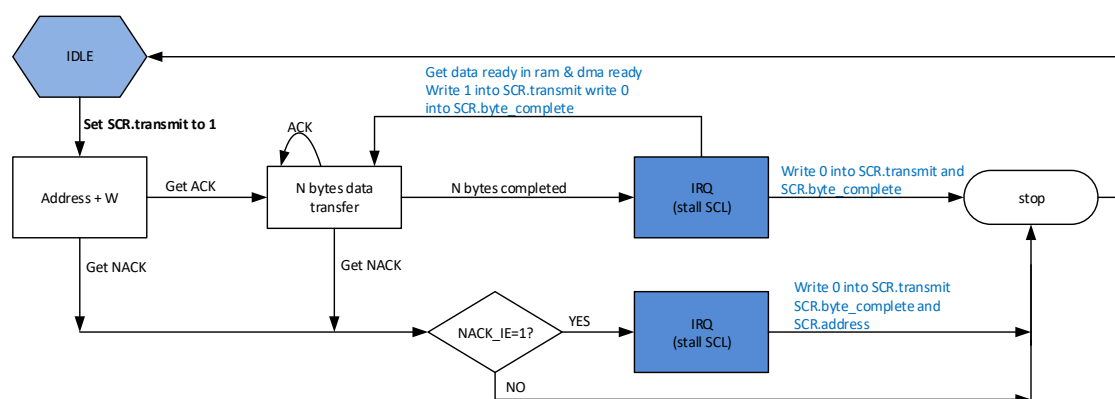 IDLE
Get data ready in ram & dma ready
Write 1 into SCR.transmit write 0
into SCR.byte_complete
Set SCR.transmit to 1
ACK
Address + W
Get ACK
N bytes data
transfer
N bytes completed
IRQ
(stall SCL)
Write 0 into SCR.transmit and
SCR.byte_complete
stop
Get NACK
Get NACK
NACK_IE=1?
YES
IRQ
(stall SCL)
Write 0 into SCR.transmit
SCR.byte_complete and
SCR.address
NO